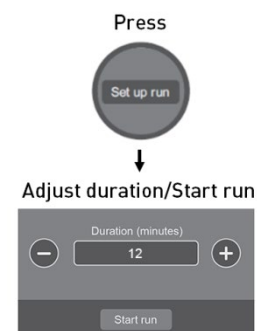 Press
Set up run
Adjust duration/Start run
Duration (minutes)
− 12 +
Start run